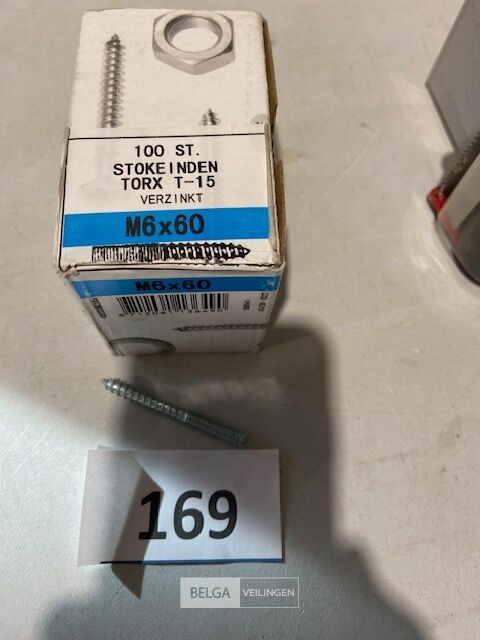 100 ST.
STOKEINDEN
TORX T-15
VERZINKT
M6x60
M6x60
169
BELGA VEILINGEN